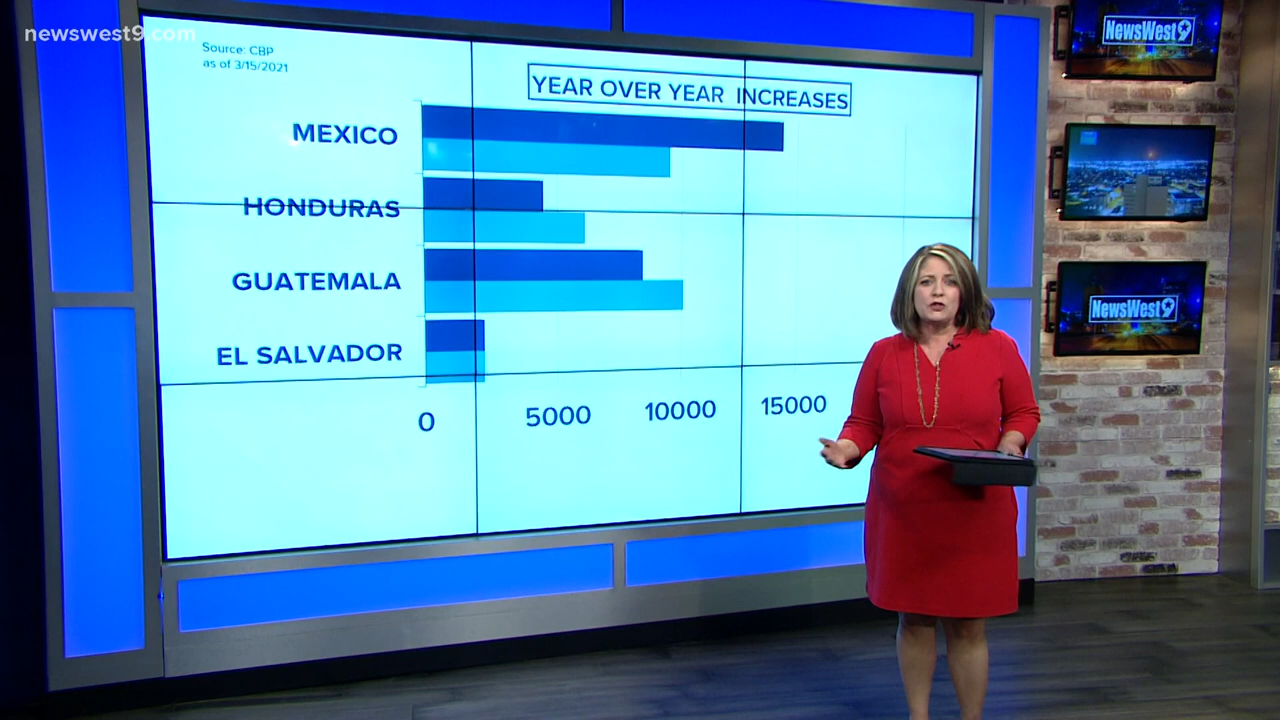 newswest9.com
Source: CBP
as of 3/15/2021
YEAR OVER YEAR INCREASES
MEXICO
HONDURAS
GUATEMALA
EL SALVADOR
0 5000 10000 15000
NewsWest9
NewsWest9